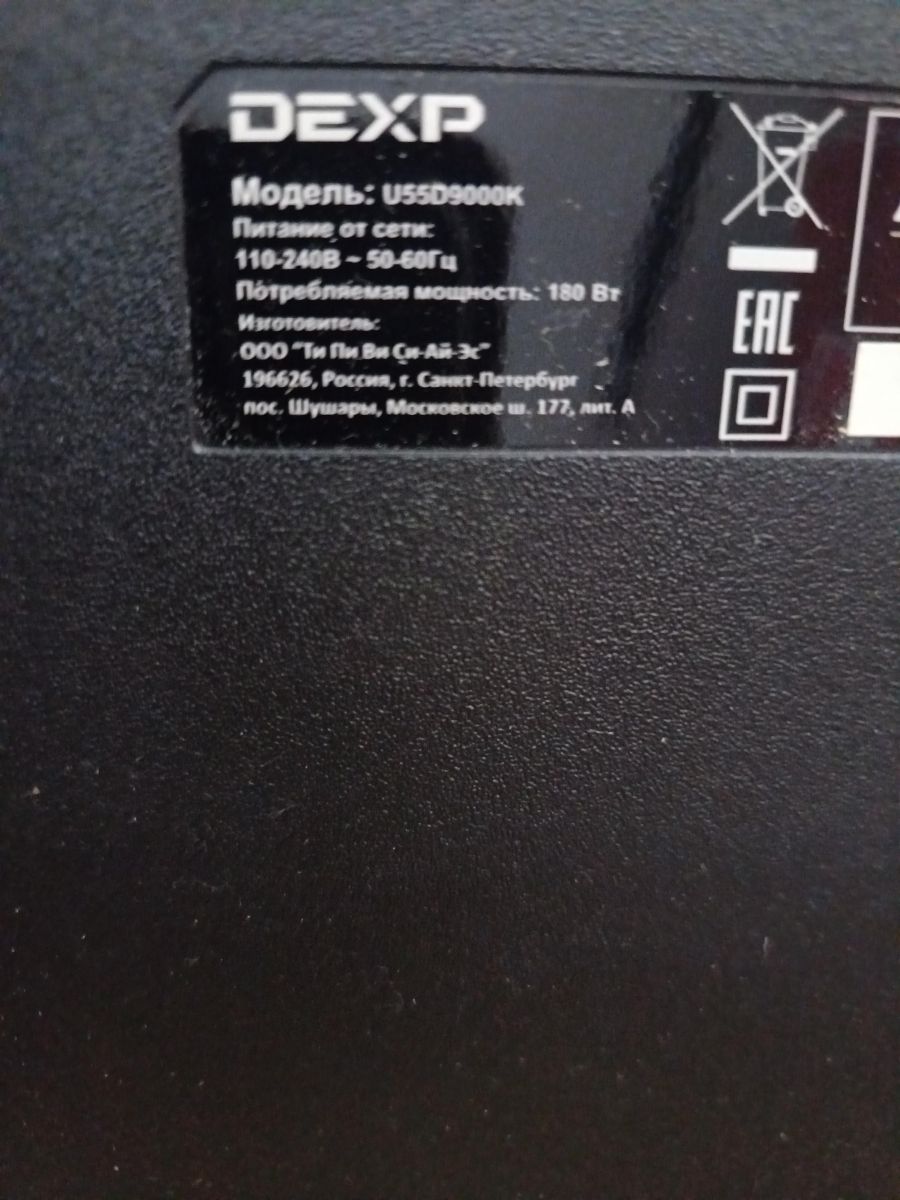 DEXP
Модель: U55D9000K
Питание от сети:
110-240В ~ 50-60Гц
Потребляемая мощность: 180 Вт
Изготовитель:
ООО "Ти Пи Ви Си-Ай-Эс"
196626, Россия, г. Санкт-Петербург
пос. Шушары, Московское ш. 177, лит. А
EAC